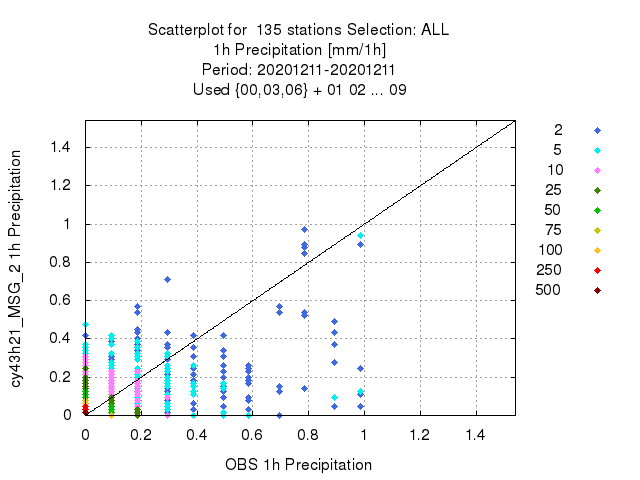 Scatterplot for 135 stations Selection: ALL
1h Precipitation [mm/1h]
Period: 20201211-20201211
Used {00,03,06} + 01 02 ... 09
cy43h21_MSG_2 1h Precipitation
1.4
1.2
1
0.8
0.6
0.4
0.2
0
0 0.2 0.4 0.6 0.8 1 1.2 1.4
OBS 1h Precipitation
2
5
10
25
50
75
100
250
500